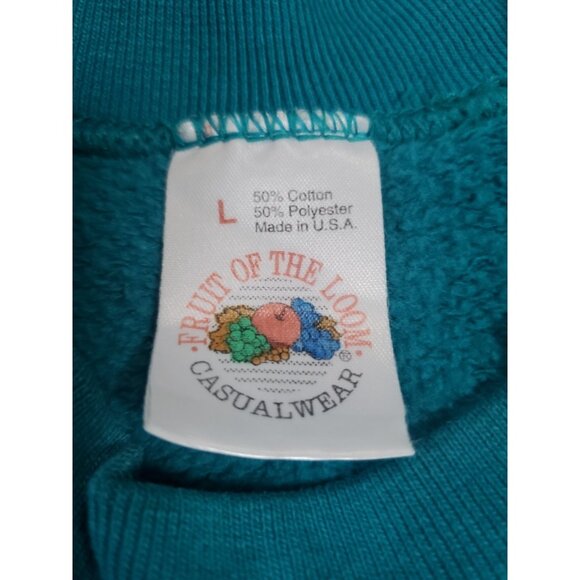 L
50% Cotton
50% Polyester
Made in U.S.A.
·FRUIT OF THE LOOM·
®
CASUALWEAR